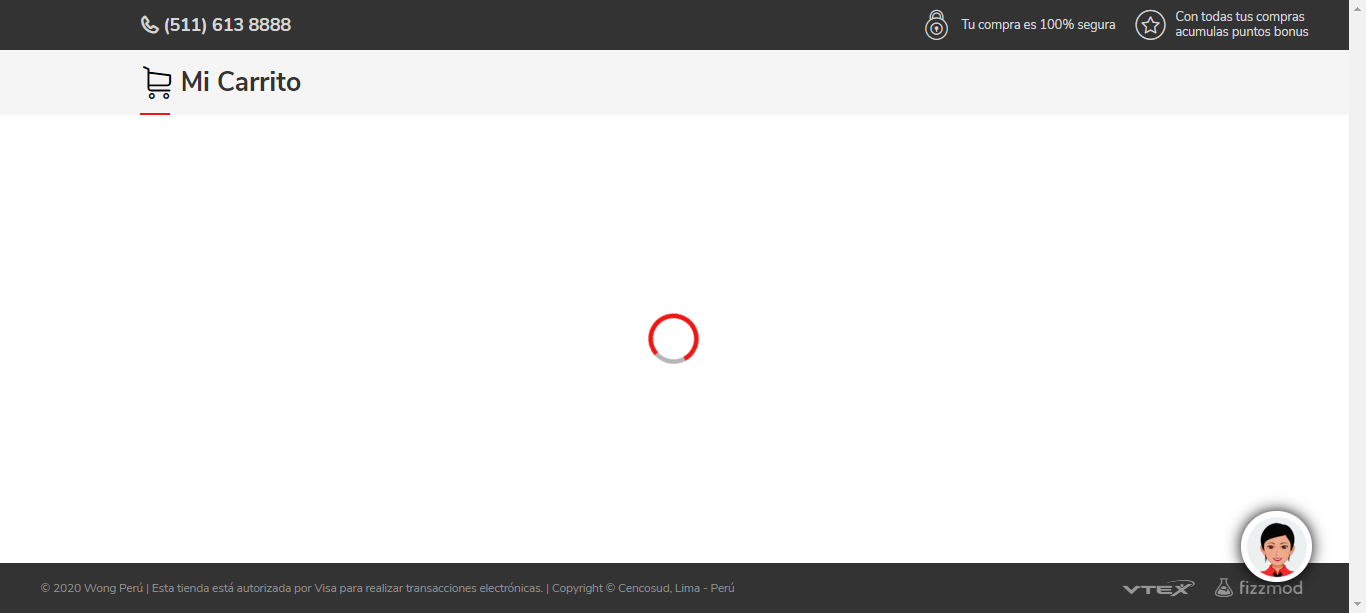 (511) 613 8888
Tu compra es 100% segura
Con todas tus compras
acumulas puntos bonus
Mi Carrito
© 2020 Wong Perú | Esta tienda está autorizada por Visa para realizar transacciones electrónicas. | Copyright © Cencosud, Lima - Perú
VTEX
fizzmod